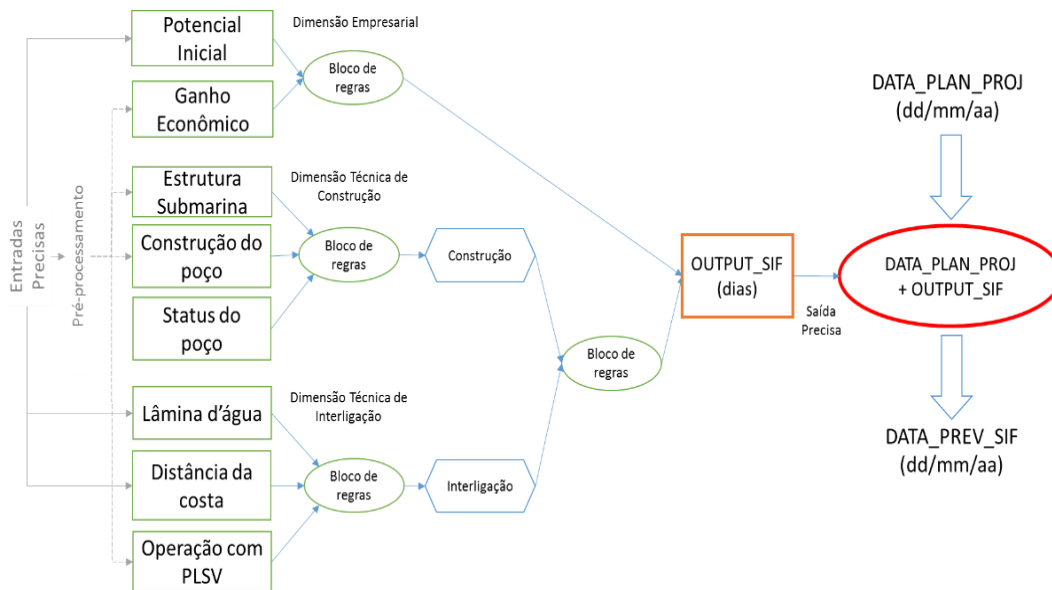 Entradas
Precisas
Pré-processamento
Potencial
Inicial
Ganho
Econômico
Dimensão Empresarial
Bloco de
regras
Estrutura
Submarina
Construção do
poço
Status do
poço
Dimensão Técnica de
Construção
Bloco de
regras
Construção
Lâmina d'água
Distância da
costa
Operação com
PLSV
Dimensão Técnica de
Interligação
Bloco de
regras
Interligação
Bloco de
regras
OUTPUT_SIF
(dias)
Saída
Precisa
DATA_PLAN_PROJ
(dd/mm/aa)
DATA_PLAN_PROJ
+ OUTPUT_SIF
DATA_PREV_SIF
(dd/mm/aa)